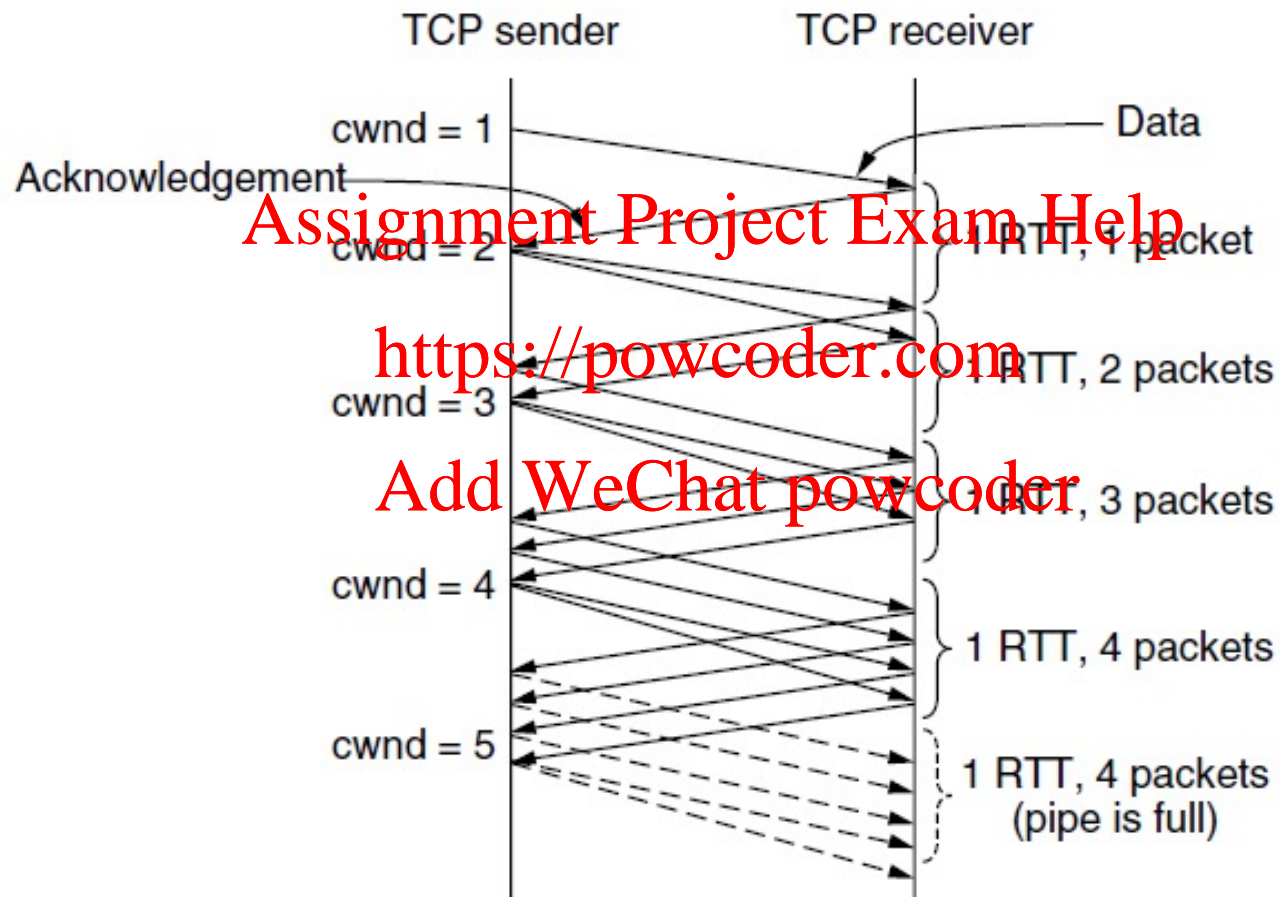 TCP sender
TCP receiver
cwnd = 1
Data
Acknowledgement
Assignment Project Exam Help
cwnd = 2
1 RTT, 1 packet
https://powcoder.com
1 RTT, 2 packets
cwnd = 3
Add WeChat powcoder
1 RTT, 3 packets
cwnd = 4
1 RTT, 4 packets
cwnd = 5
1 RTT, 4 packets
(pipe is full)